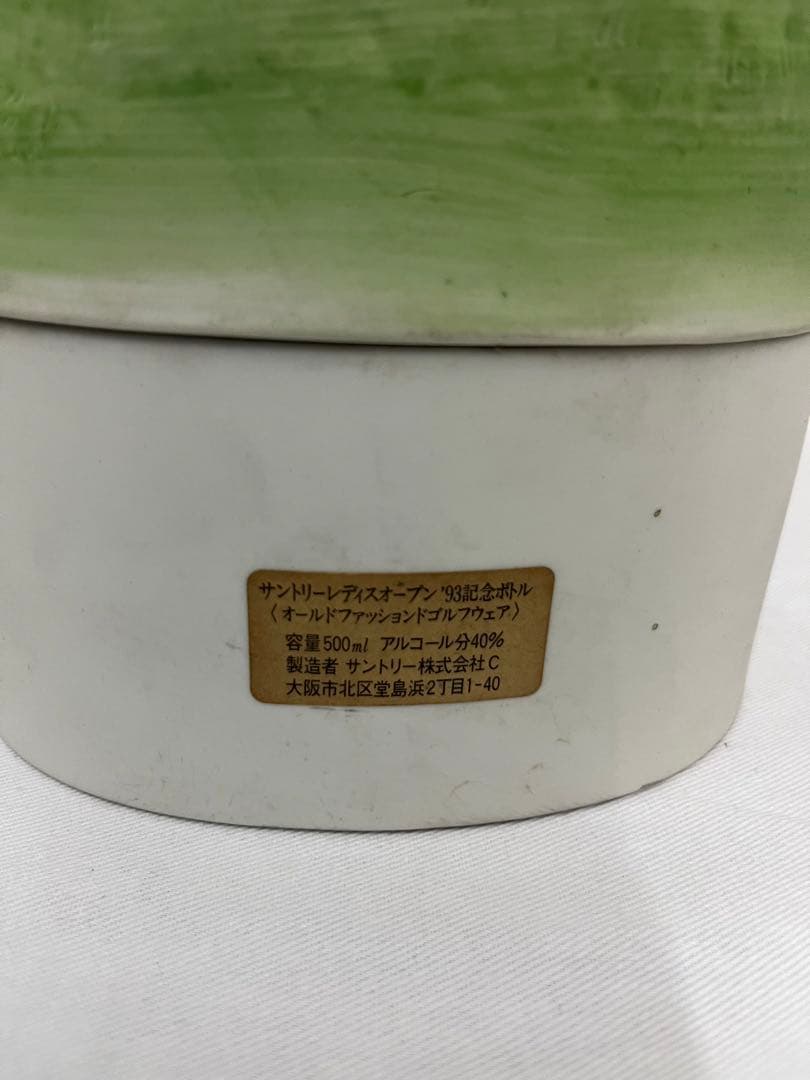 サントリーレディスオープン'93記念ボトル
〈オールドファッションドゴルフウェア〉
容量500ml アルコール分40%
製造者 サントリー株式会社C
大阪市北区堂島浜2丁目1-40